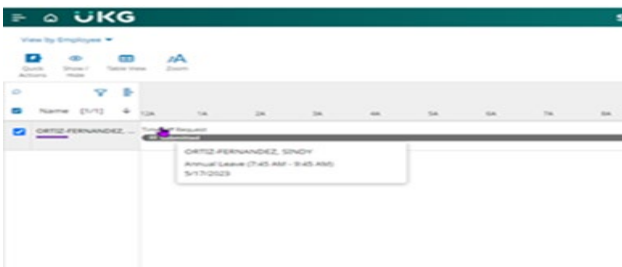 UKG
View by Employee
Quick Actions
Show / Hide
Table View
Zoom
Name [1/1]
12A 1A 2A 3A 4A 5A 6A 7A 8A
ORTIZ-FERNANDEZ, ...
Request
Submitted
ORTIZ-FERNANDEZ, SINDY
Annual Leave (7:45 AM - 9:45 AM)
5/17/2023